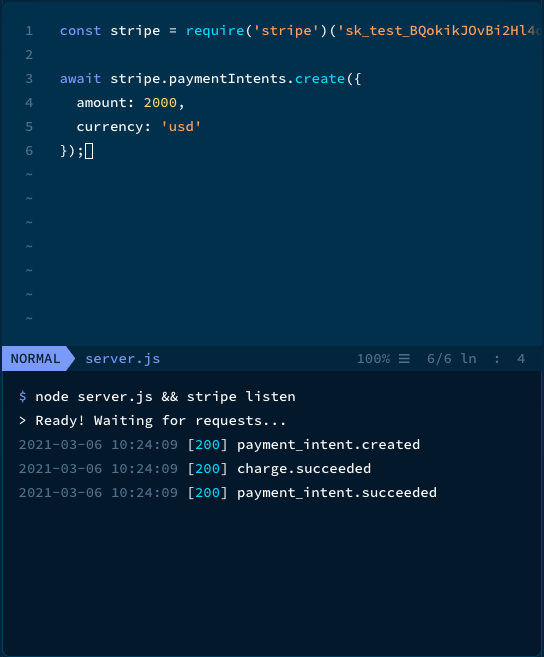 1 const stripe = require('stripe')('sk_test_BQokikJOvBi2Hl4
2
3 await stripe.paymentIntents.create({
4 amount: 2000,
5 currency: 'usd'
6 });
~
~
~
~
~
~
~
NORMAL server.js 100% ☰ 6/6 ln : 4
$ node server.js && stripe listen
> Ready! Waiting for requests...
2021-03-06 10:24:09 [200] payment_intent.created
2021-03-06 10:24:09 [200] charge.succeeded
2021-03-06 10:24:09 [200] payment_intent.succeeded